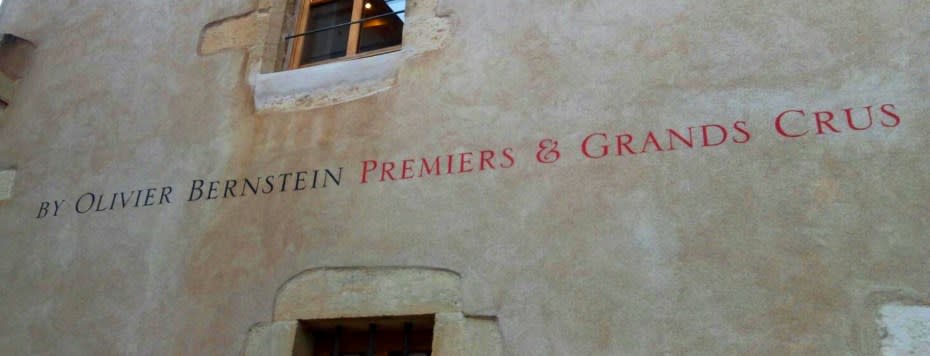 BY OLIVIER BERNSTEIN PREMIERS & GRANDS CRUS